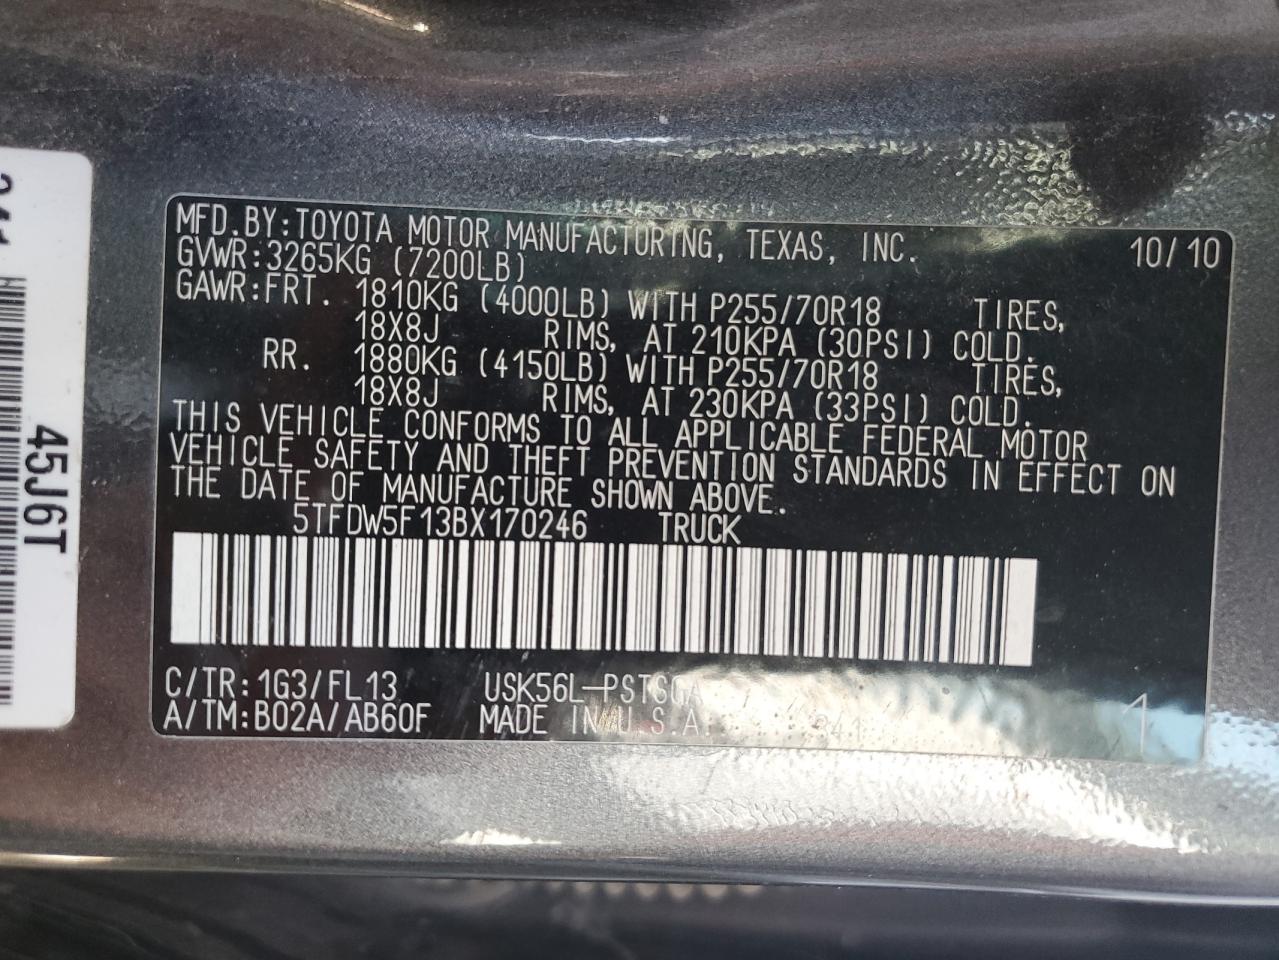 MFD.BY:TOYOTA MOTOR MANUFACTURING, TEXAS, INC. 10/10
GVWR:3265KG (7200LB)
GAWR:FRT. 1810KG (4000LB) WITH P255/70R18 TIRES,
18X8J RIMS, AT 210KPA (30PSI) COLD.
RR. 1880KG (4150LB) WITH P255/70R18 TIRES,
18X8J RIMS, AT 230KPA (33PSI) COLD.
THIS VEHICLE CONFORMS TO ALL APPLICABLE FEDERAL MOTOR
VEHICLE SAFETY AND THEFT PREVENTION STANDARDS IN EFFECT ON
THE DATE OF MANUFACTURE SHOWN ABOVE.
5TFDW5F13BX170246 TRUCK
C/TR:1G3/FL13 USK56L-PSTSGA
A/TM:B02A/AB60F MADE IN U.S.A. 1
45J6T